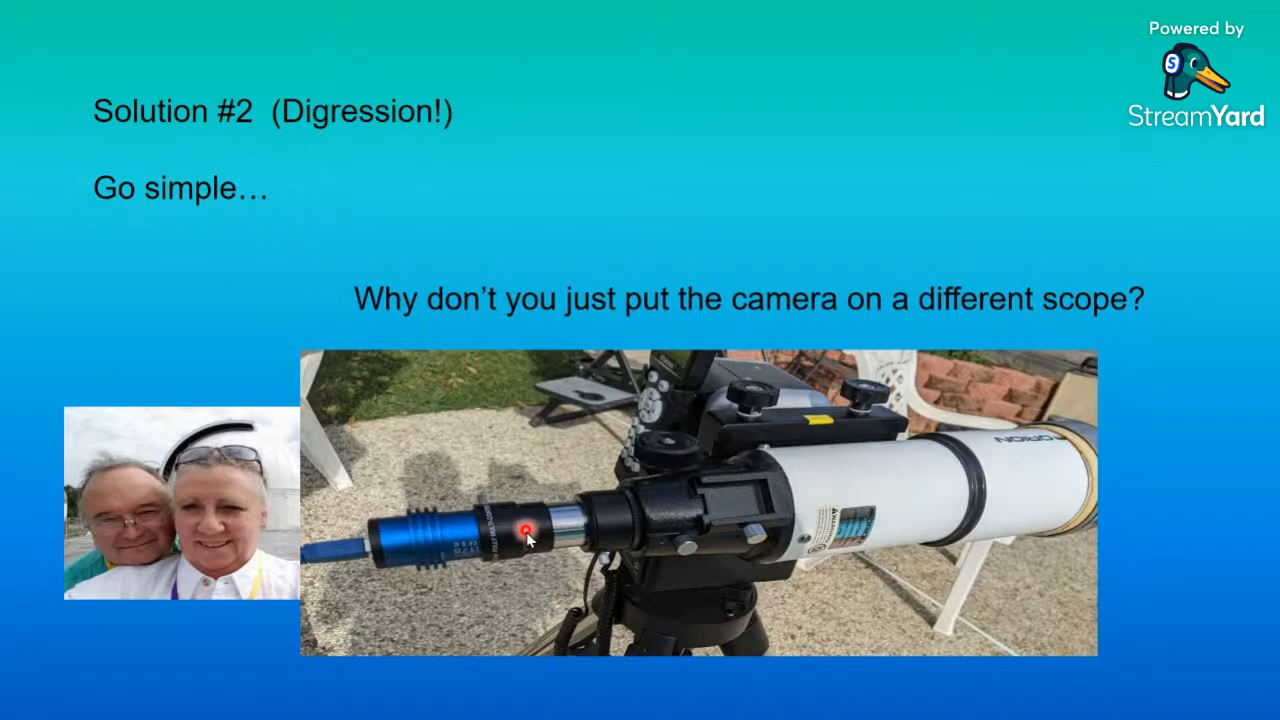 Powered by
StreamYard
Solution #2  (Digression!)
Go simple…
Why don’t you just put the camera on a different scope?
ORION
WARNING